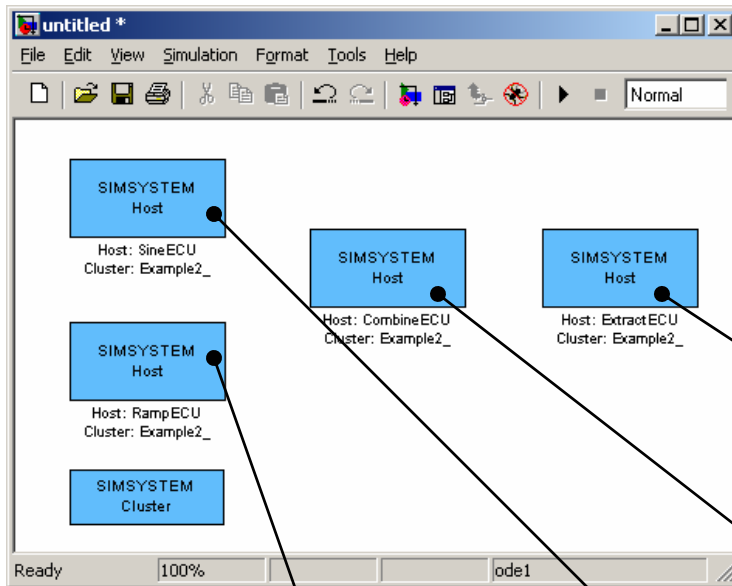 untitled *
File Edit View Simulation Format Tools Help
Normal
SIMSYSTEM
Host
Host: SineECU
Cluster: Example2_
SIMSYSTEM
Host
Host: CombineECU
Cluster: Example2_
SIMSYSTEM
Host
Host: ExtractECU
Cluster: Example2_
SIMSYSTEM
Host
Host: RampECU
Cluster: Example2_
SIMSYSTEM
Cluster
Ready 100% ode1